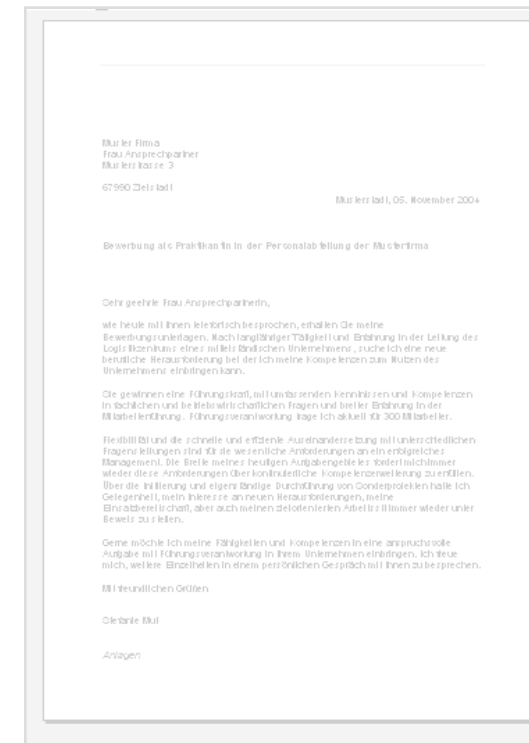 Muster Firma
Frau Ansprechpartner
Musterstrasse 3
67990 Zielstadt
Musterstadt, 05. November 2004
Bewerbung als Praktikantin in der Personalabteilung der Musterfirma
Sehr geehrte Frau Ansprechpartnerin,
wie heute mit Ihnen telefonisch besprochen, erhalten Sie meine
Bewerbungsunterlagen. Nach langjähriger Tätigkeit und Erfahrung in der Leitung des
Logistikzentrums eines mittelständischen Unternehmens, suche ich eine neue
berufliche Herausforderung bei der ich meine Kompetenzen zum Nutzen des
Unternehmens einbringen kann.
Sie gewinnen eine Führungskraft, mit umfassenden Kenntnissen und Kompetenzen
in fachlichen und betriebswirtschaftlichen Fragen und breiter Erfahrung in der
Mitarbeiterführung. Führungsverantwortung trage ich aktuell für 300 Mitarbeiter.
Flexibilität und die schnelle und effiziente Auseinandersetzung mit unterschiedlichen
Fragenstellungen sind für sie wesentliche Anforderungen an ein erfolgreiches
Management. Die Breite meines heutigen Aufgabengebietes fordert mich immer
wieder diese Anforderungen über kontinuierliche Kompetenzerweiterung zu erfüllen.
Über die Initiierung und eigenständige Durchführung von Sonderprojekten hatte ich
Gelegenheit, mein Interesse an neuen Herausforderungen, meine
Einsatzbereitschaft, aber auch meinen zielorientierten Arbeitsstil immer wieder unter
Beweis zu stellen.
Gerne möchte ich meine Fähigkeiten und Kompetenzen in eine anspruchsvolle
Aufgabe mit Führungsverantwortung in Ihrem Unternehmen einbringen. Ich freue
mich, weitere Einzelheiten in einem persönlichen Gespräch mit Ihnen zu besprechen.
Mit freundlichen Grüßen
Stefanie
Anlagen